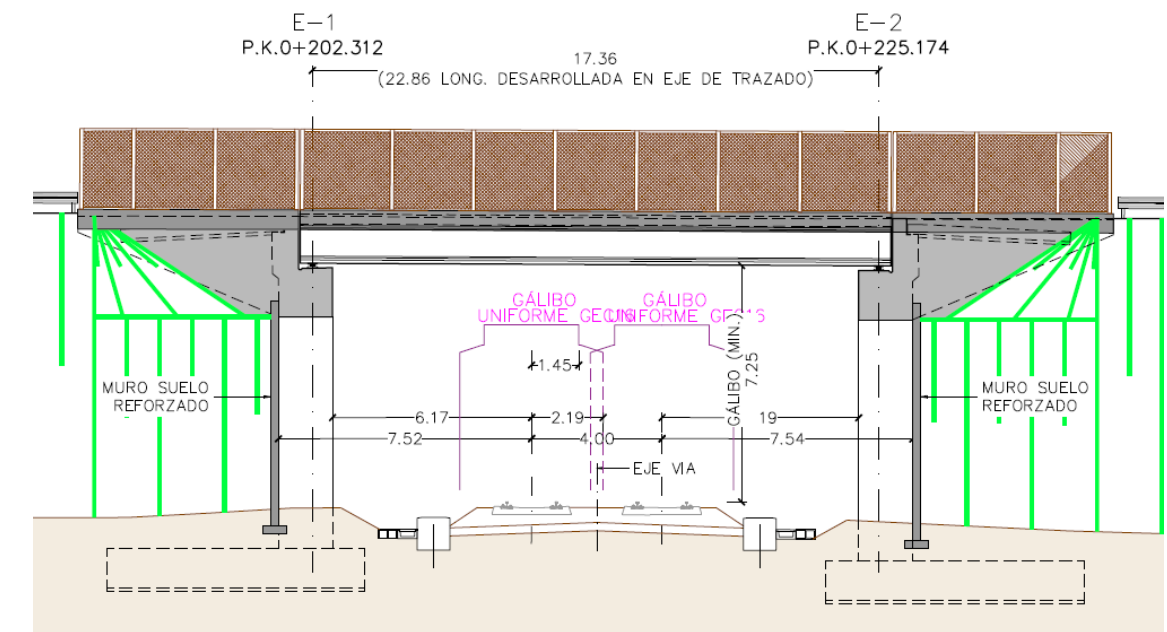 E-1
P.K.0+202.312
E-2
P.K.0+225.174
17.36
(22.86 LONG. DESARROLLADA EN EJE DE TRAZADO)
GÁLIBO
GÁLIBO
UNIFORME
UNIFORME
GÁLIBO (MIN.)
7.25
1.45
MURO SUELO
REFORZADO
MURO SUELO
REFORZADO
6.17
2.19
19
7.52
4.00
7.54
EJE VIA